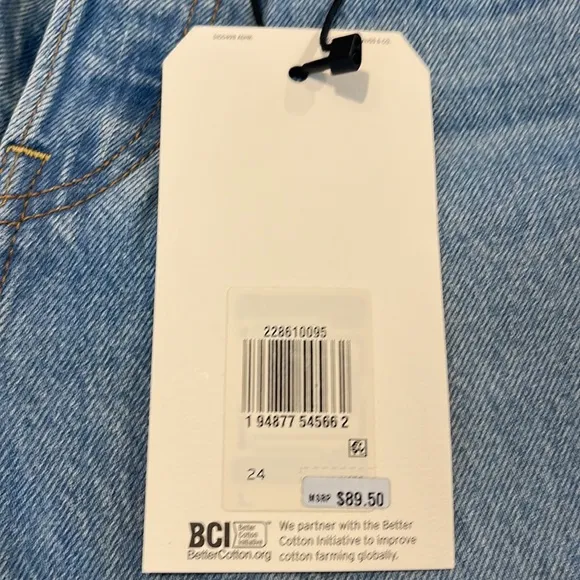 228610095
1 94877 54566 2
24
MSRP $89.50
BCI Better Cotton Initiative
BetterCotton.org
We partner with the Better
Cotton Initiative to improve
cotton farming globally.